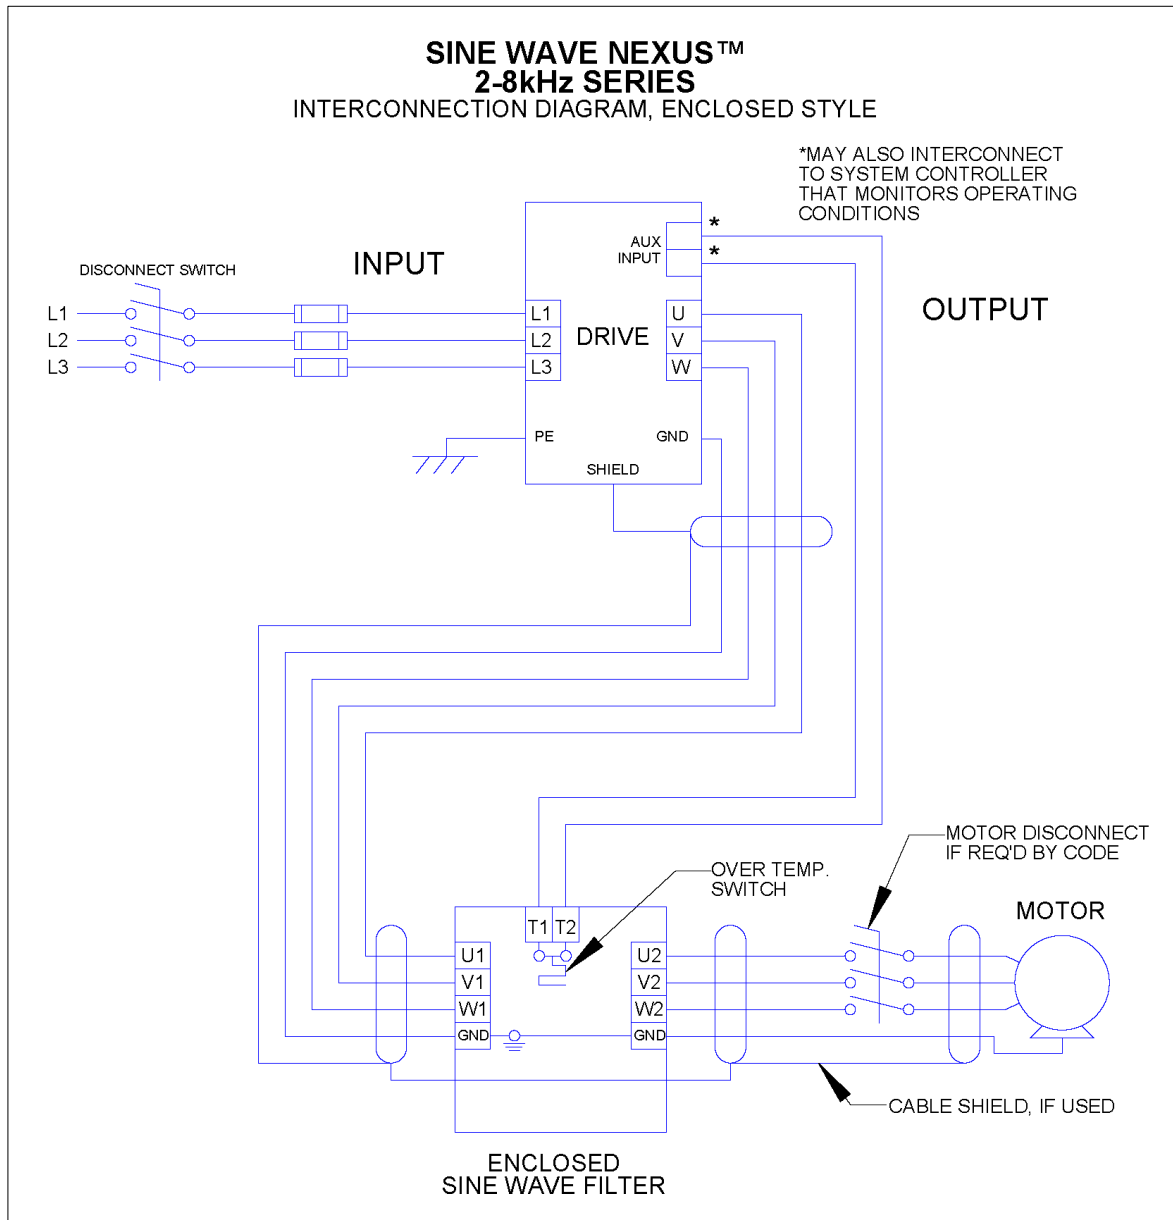 SINE WAVE NEXUS™
2-8kHz SERIES
INTERCONNECTION DIAGRAM, ENCLOSED STYLE
*MAY ALSO INTERCONNECT
TO SYSTEM CONTROLLER
THAT MONITORS OPERATING
CONDITIONS
*
AUX
INPUT
*
INPUT
DISCONNECT SWITCH
OUTPUT
L1
L2
L3
L1
L2
L3
DRIVE
U
V
W
PE
GND
SHIELD
MOTOR DISCONNECT
IF REQ'D BY CODE
OVER TEMP.
SWITCH
MOTOR
T1 T2
U1
V1
W1
GND
U2
V2
W2
GND
CABLE SHIELD, IF USED
ENCLOSED
SINE WAVE FILTER